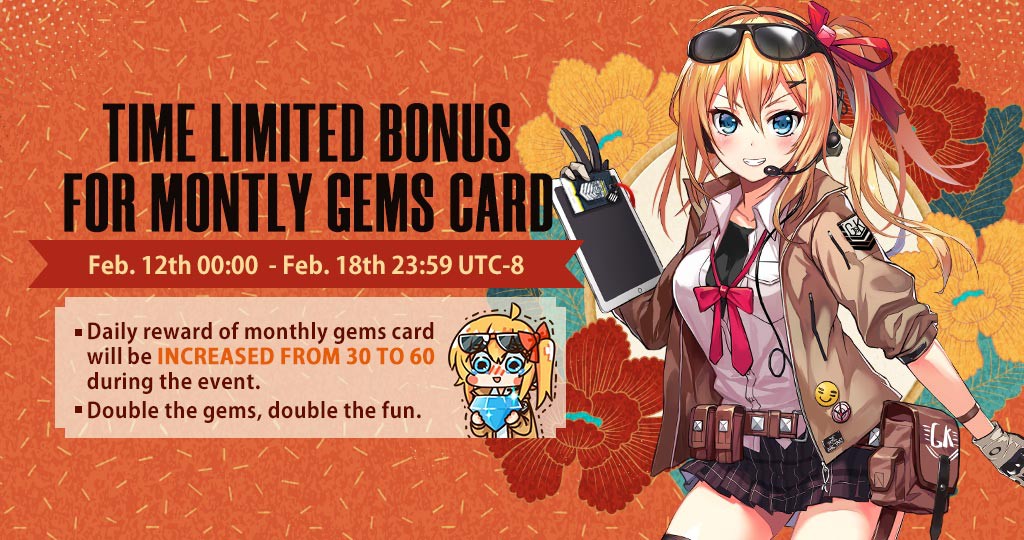 TIME LIMITED BONUS
FOR MONTLY GEMS CARD
Feb. 12th 00:00 - Feb. 18th 23:59 UTC-8
▪ Daily reward of monthly gems card
will be INCREASED FROM 30 TO 60
during the event.
▪ Double the gems, double the fun.
G&K
GK